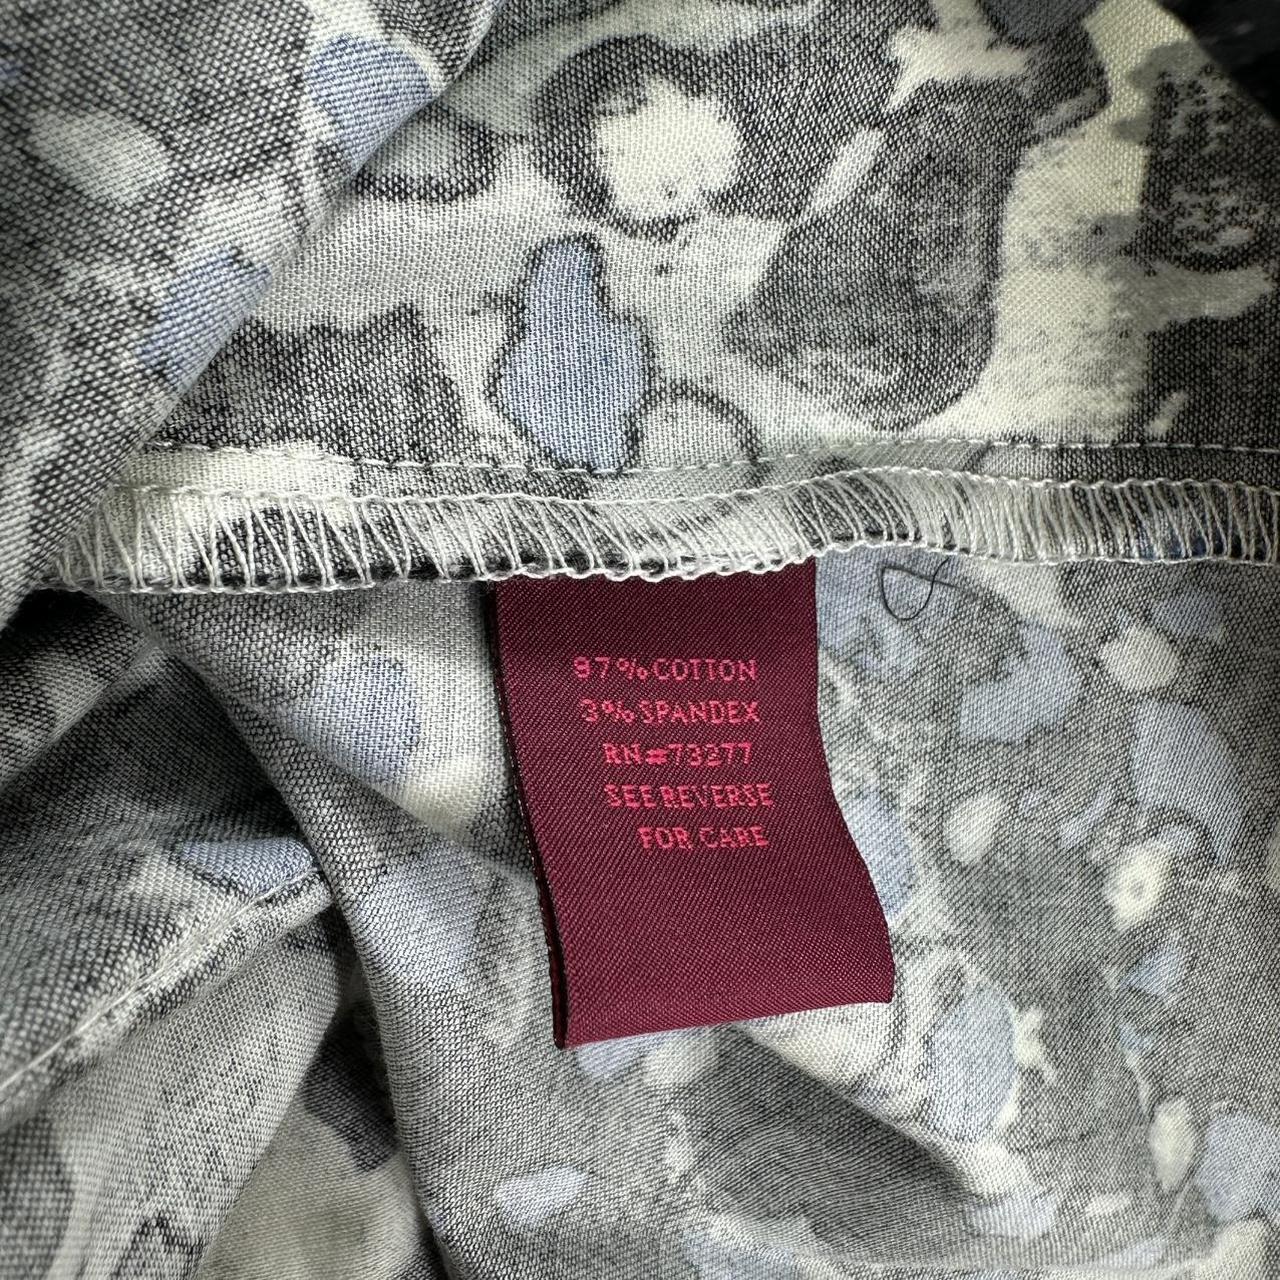 97% COTTON
3% SPANDEX
RN#73277
SEE REVERSE
FOR CARE